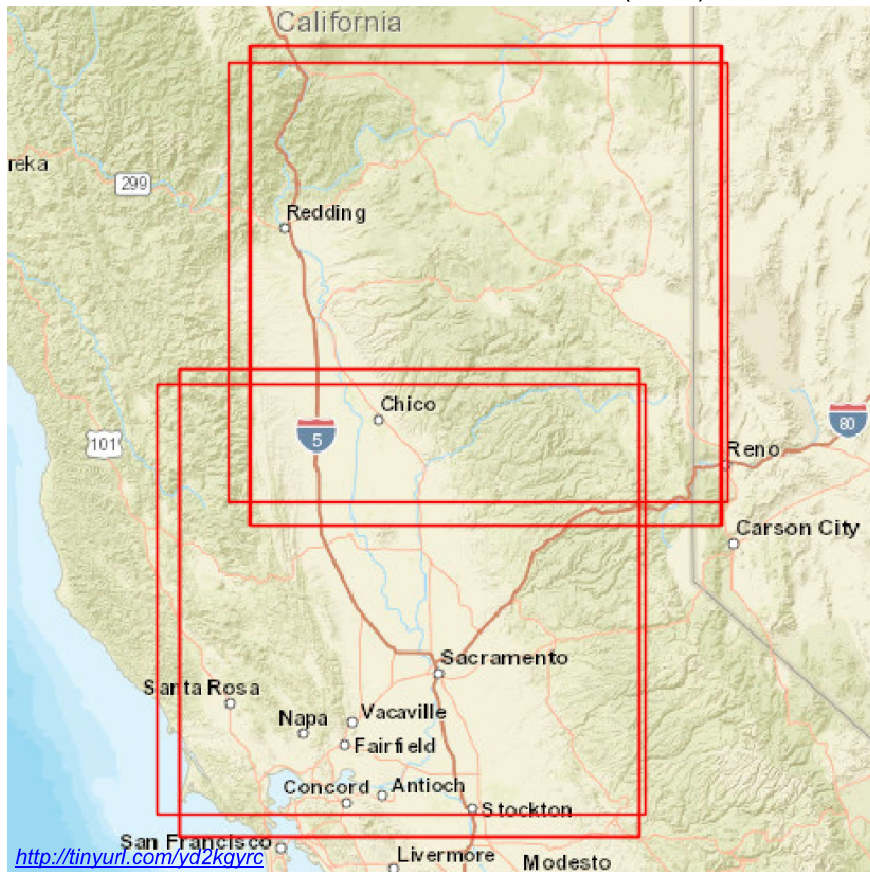 California
reka
299
Redding
Chico
5
101
80
Reno
Carson City
Sacramento
Santa Rosa
Napa
Vacaville
Fairfield
Concord
Antioch
Stockton
San Francisco
Livermore
Modesto
http://tinyurl.com/yd2kgyrc